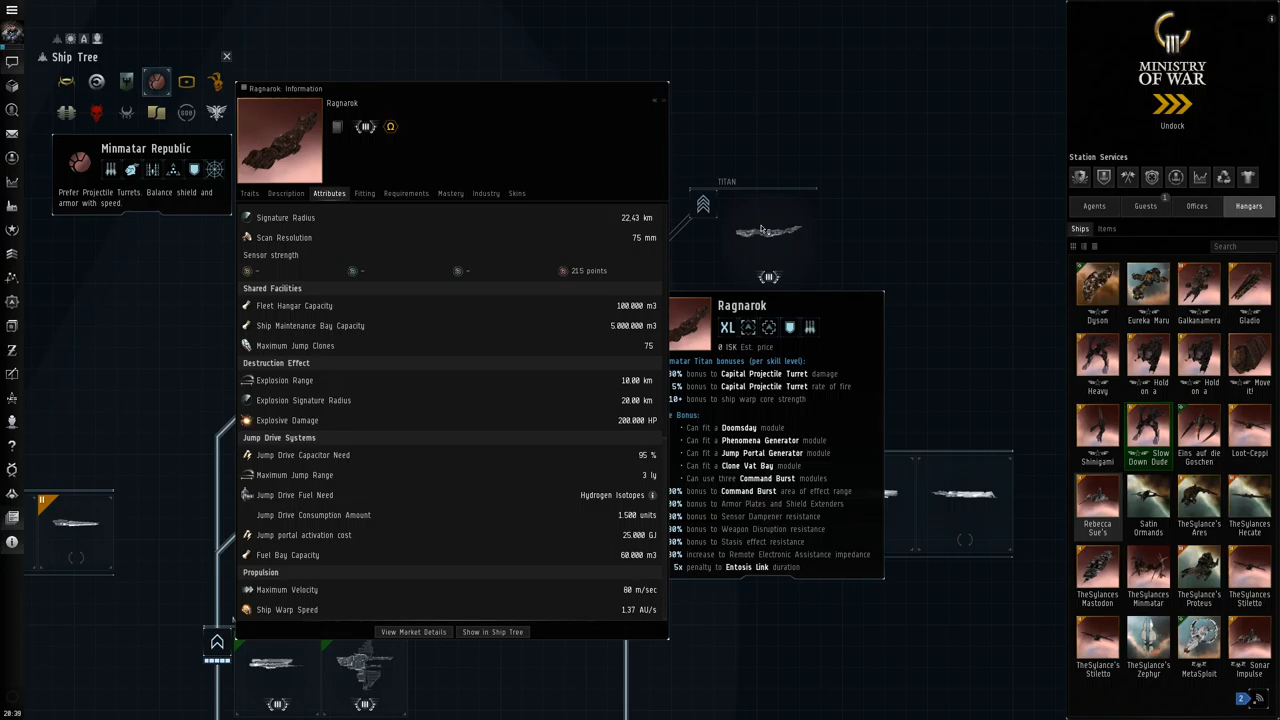 Ship Tree
Minmatar Republic
Prefer Projectile Turrets. Balance shield and
armor with speed.
Ragnarok: Information
Ragnarok
Traits
Description
Attributes
Fitting
Requirements
Mastery
Industry
Skins
Signature Radius 22.43 km
Scan Resolution 75 mm
Sensor strength
- - - 215 points
Shared Facilities
Fleet Hangar Capacity 100.000 m3
Ship Maintenance Bay Capacity 5.000.000 m3
Maximum Jump Clones 75
Destruction Effect
Explosion Range 10.00 km
Explosion Signature Radius 20.00 km
Explosive Damage 200.000 HP
Jump Drive Systems
Jump Drive Capacitor Need 95 %
Maximum Jump Range 3 ly
Jump Drive Fuel Need Hydrogen Isotopes
Jump Drive Consumption Amount 1.500 units
Jump portal activation cost 25.000 GJ
Fuel Bay Capacity 60.000 m3
Propulsion
Maximum Velocity 80 m/sec
Ship Warp Speed 1.37 AU/s
View Market Details
Show in Ship Tree
TITAN
Ragnarok
XL
0 ISK Est. price
matar Titan bonuses (per skill level):
bonus to Capital Projectile Turret damage
5% bonus to Capital Projectile Turret rate of fire
10+ bonus to ship warp core strength
Bonus:
· Can fit a Doomsday module
· Can fit a Phenomena Generator module
· Can fit a Jump Portal Generator module
· Can fit a Clone Vat Bay module
· Can use three Command Burst modules
bonus to Command Burst area of effect range
bonus to Armor Plates and Shield Extenders
bonus to Sensor Dampener resistance
bonus to Weapon Disruption resistance
bonus to Stasis effect resistance
increase to Remote Electronic Assistance impedance
5x penalty to Entosis Link duration
MINISTRY
OF WAR
Undock
Station Services
Agents
Guests
1
Offices
Hangars
Ships
Items
Search
Dyson
Eureka Maru
Galkanamera
Gladio
Heavy
Hold on a
Hold on a
Move it!
Shinigami
Slow Down Dude
Eins auf die Goschen
Loot-Ceppi
Rebecca Sue's
Satin Ormands
TheSylance's Ares
TheSylances Hecate
TheSylances Mastodon
TheSylances Minmatar
TheSylance's Proteus
TheSylances Stiletto
TheSylance's Stiletto
TheSylance's Zephyr
MetaSploit
Sonar Impulse
2
20:39